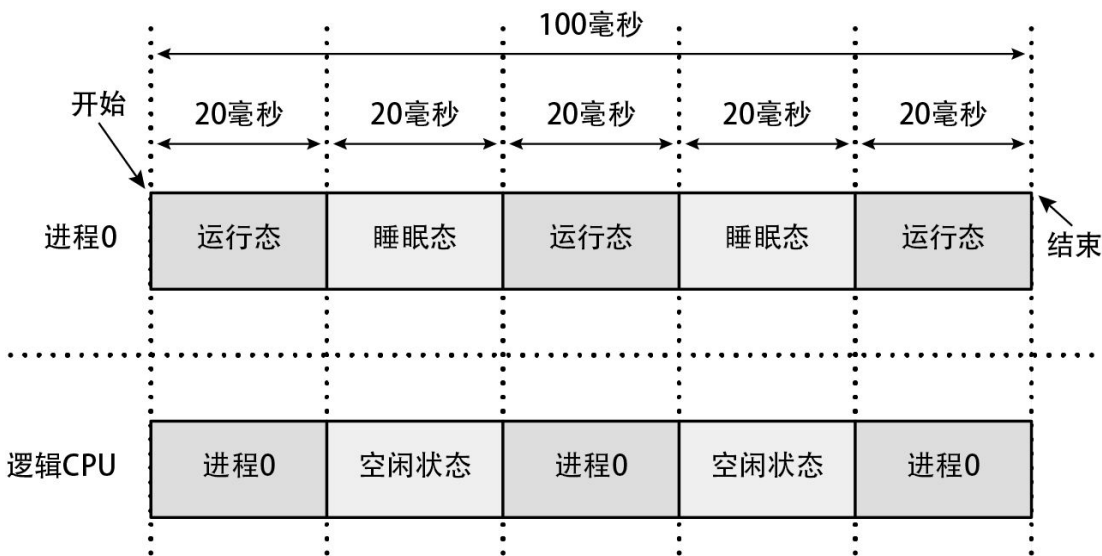 100毫秒
开始
20毫秒 20毫秒 20毫秒 20毫秒 20毫秒
进程0 运行态 睡眠态 运行态 睡眠态 运行态
结束
逻辑CPU 进程0 空闲状态 进程0 空闲状态 进程0